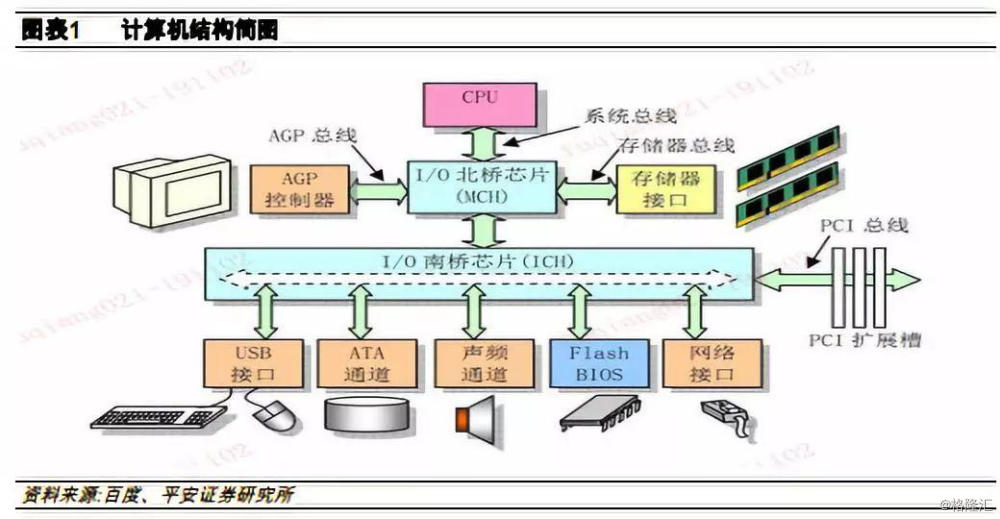 图表1 计算机结构简图
CPU
系统总线
AGP 总线
存储器总线
AGP
控制器
I/O 北桥芯片
(MCH)
存储器
接口
PCI 总线
I/O 南桥芯片(ICH)
PCI 扩展槽
USB
接口
ATA
通道
声频
通道
Flash
BIOS
网络
接口
资料来源:百度、平安证券研究所
@格隆汇